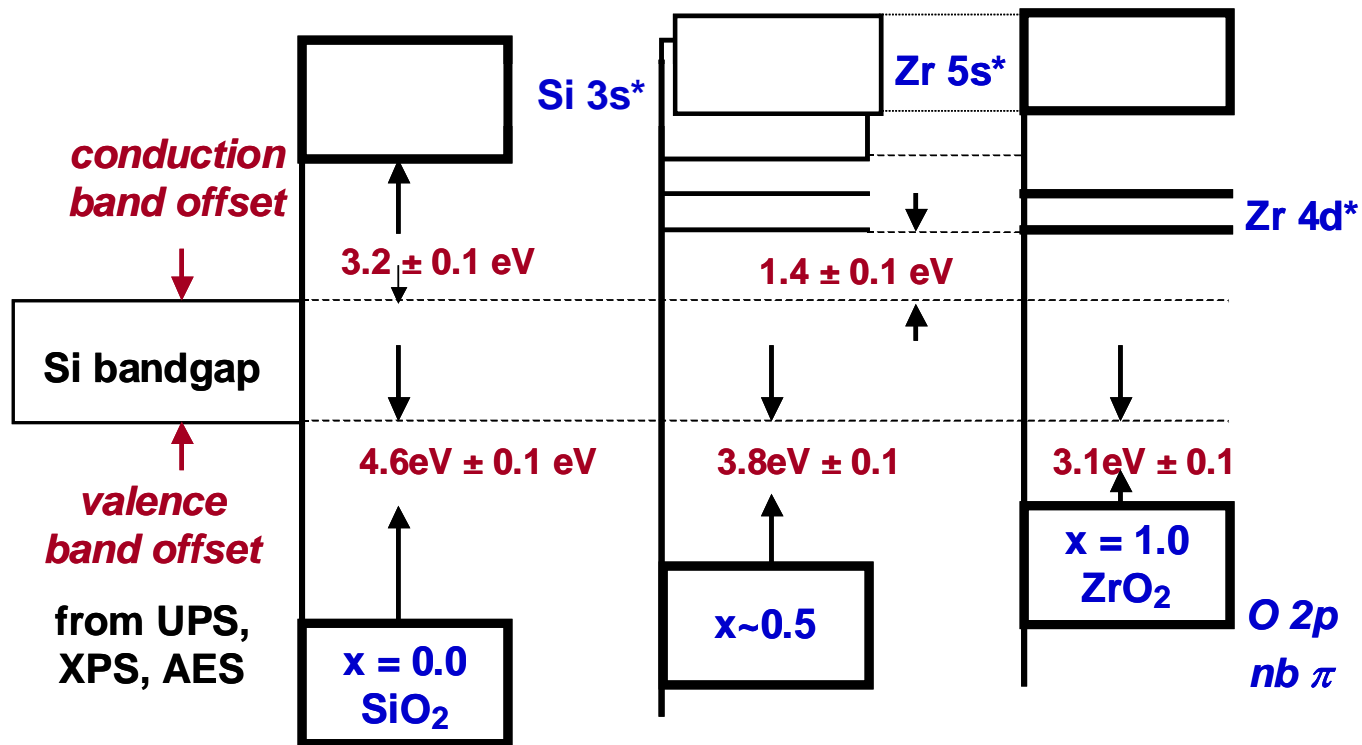 Si 3s*
Zr 5s*
conduction
band offset
Zr 4d*
3.2 ± 0.1 eV
1.4 ± 0.1 eV
Si bandgap
4.6eV ± 0.1 eV
3.8eV ± 0.1
3.1eV ± 0.1
valence
band offset
from UPS,
XPS, AES
x = 0.0
SiO₂
x~0.5
x = 1.0
ZrO₂
O 2p
nb π